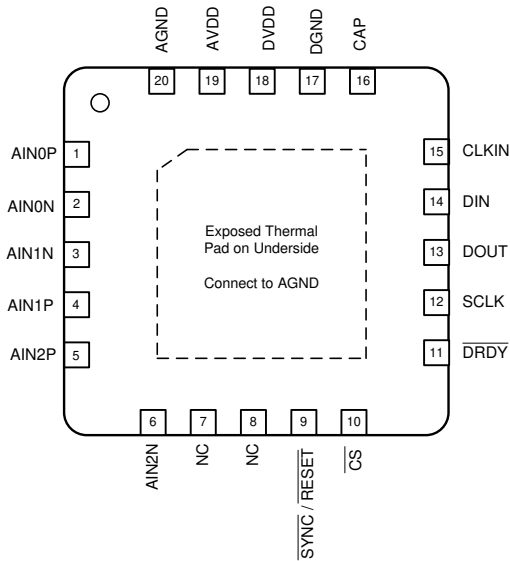 AGND
AVDD
DVDD
DGND
CAP
20
19
18
17
16
AIN0P 1
15 CLKIN
AIN0N 2
14 DIN
AIN1N 3
13 DOUT
AIN1P 4
12 SCLK
AIN2P 5
11 DRDY
Exposed Thermal
Pad on Underside
Connect to AGND
6
7
8
9
10
AIN2N
NC
NC
SYNC / RESET
CS